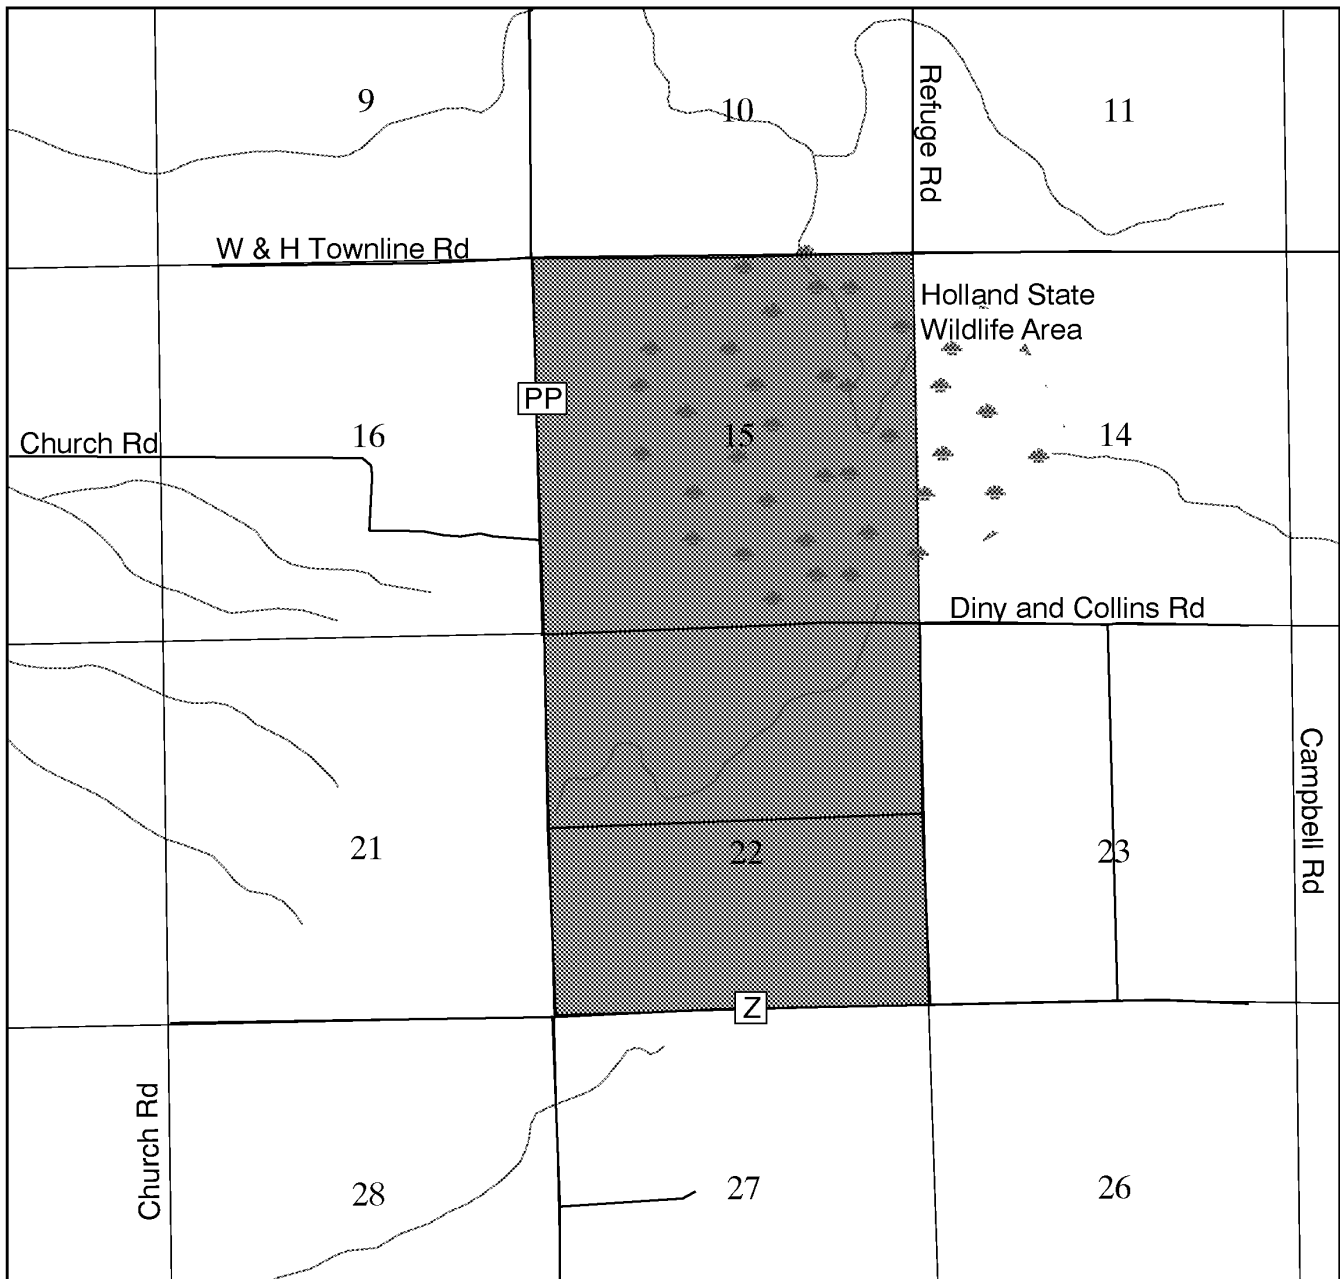 9
10
11
Refuge Rd
W & H Townline Rd
Holland State
Wildlife Area
PP
Church Rd
16
15
14
Diny and Collins Rd
Campbell Rd
21
22
23
Z
Church Rd
28
27
26